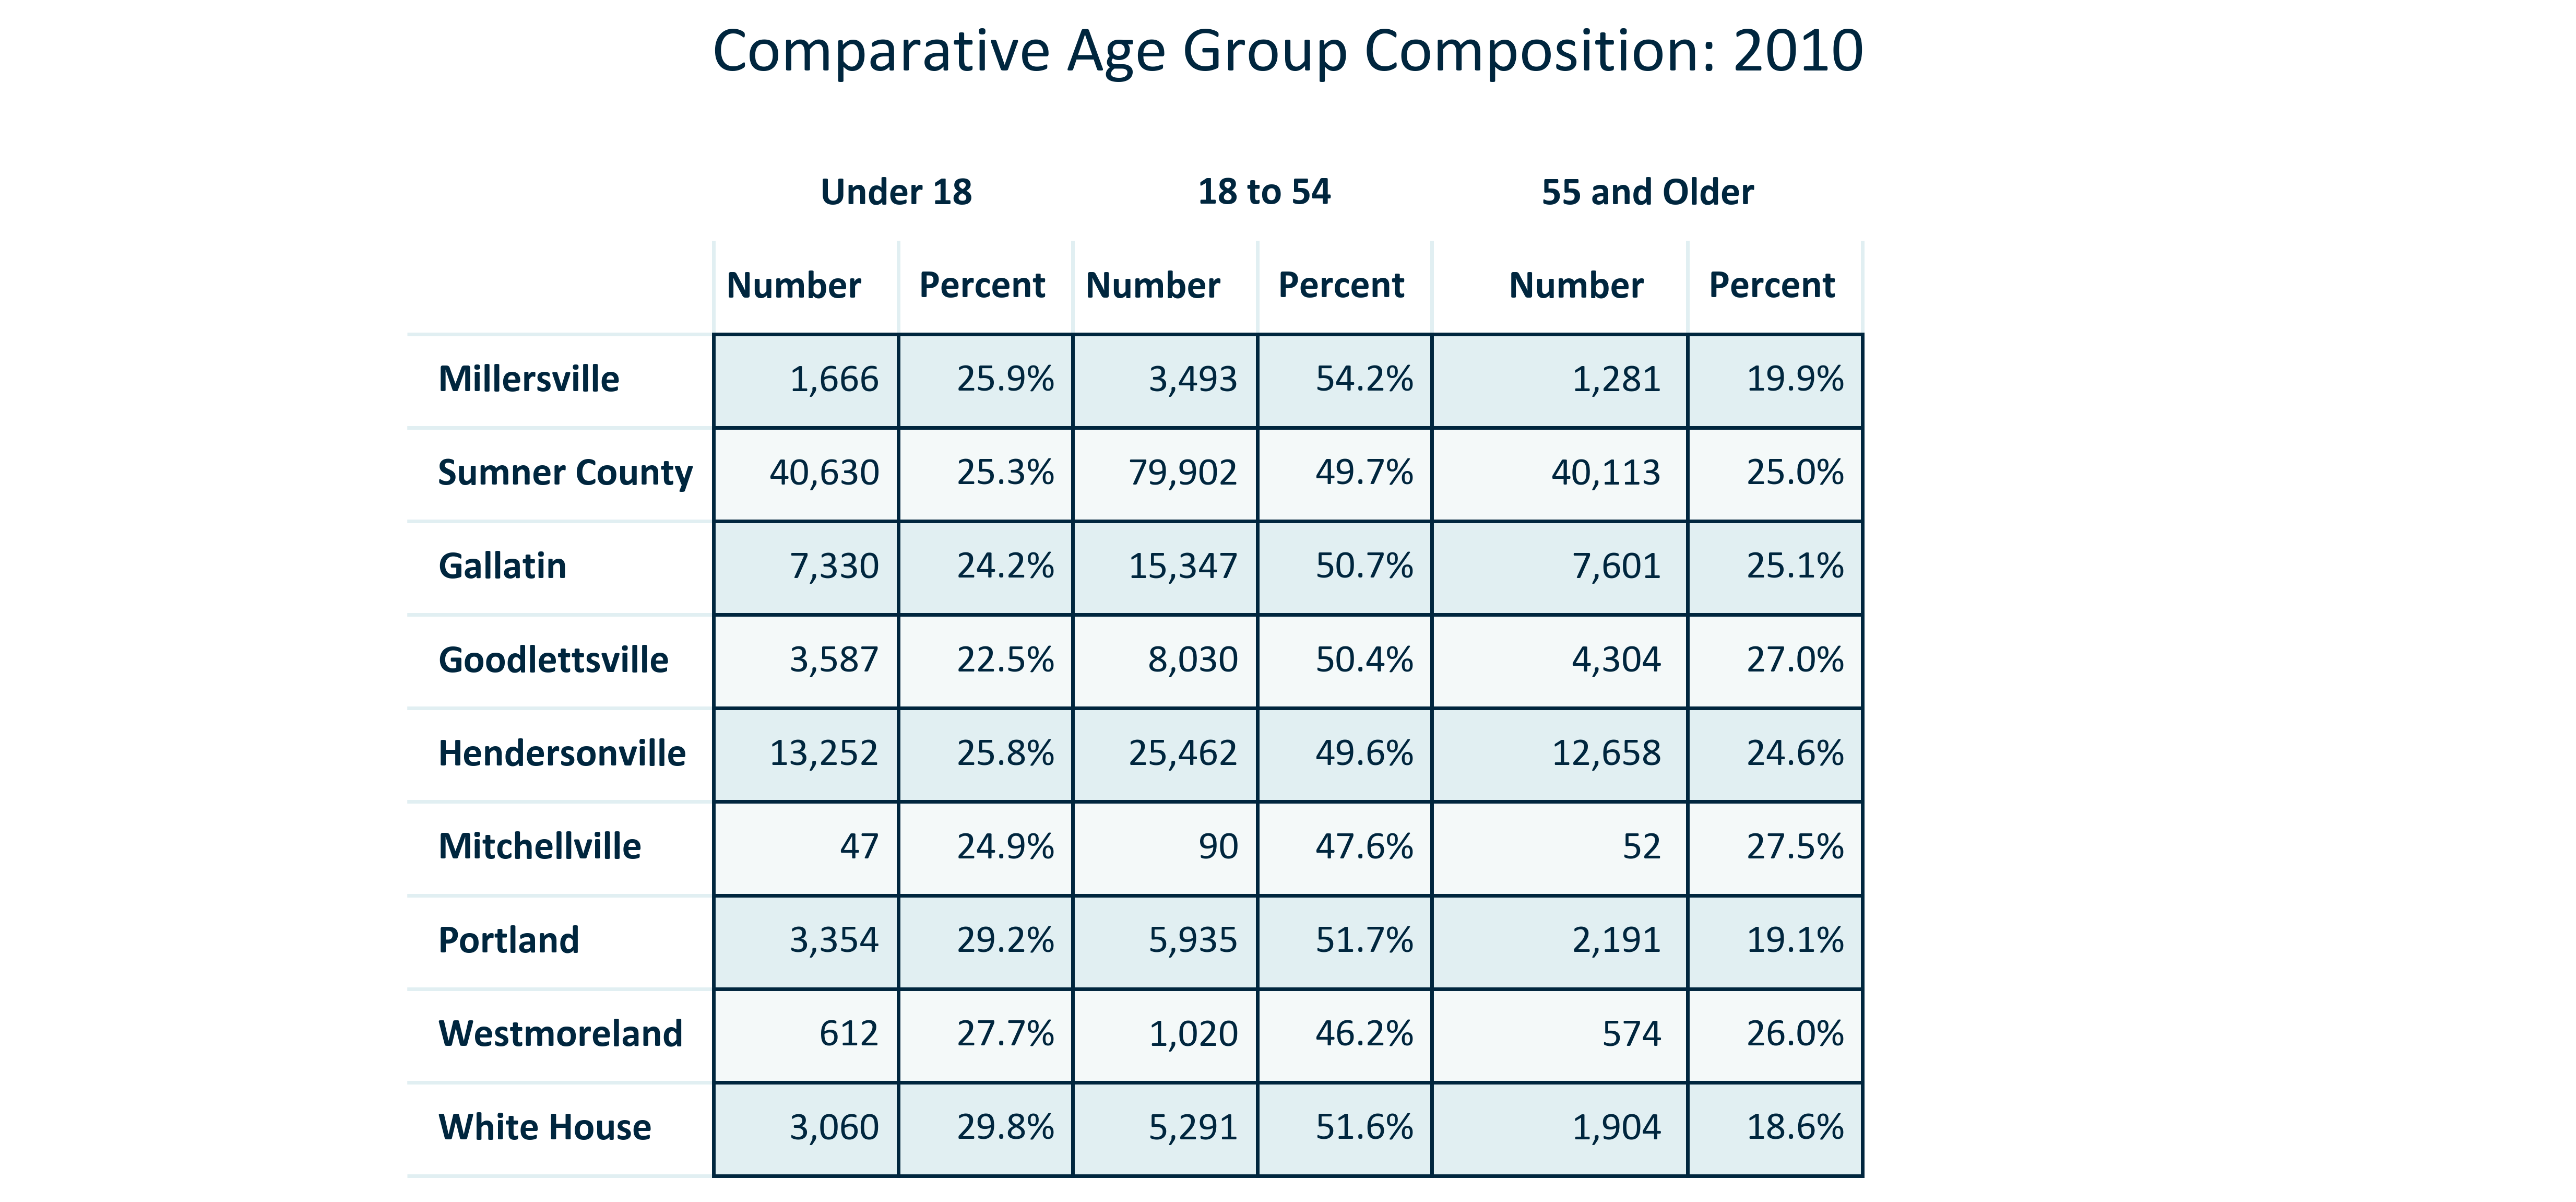 Comparative Age Group Composition: 2010
Under 18 18 to 54 55 and Older
Number Percent Number Percent Number Percent
Millersville 1,666 25.9% 3,493 54.2% 1,281 19.9%
Sumner County 40,630 25.3% 79,902 49.7% 40,113 25.0%
Gallatin 7,330 24.2% 15,347 50.7% 7,601 25.1%
Goodlettsville 3,587 22.5% 8,030 50.4% 4,304 27.0%
Hendersonville 13,252 25.8% 25,462 49.6% 12,658 24.6%
Mitchellville 47 24.9% 90 47.6% 52 27.5%
Portland 3,354 29.2% 5,935 51.7% 2,191 19.1%
Westmoreland 612 27.7% 1,020 46.2% 574 26.0%
White House 3,060 29.8% 5,291 51.6% 1,904 18.6%